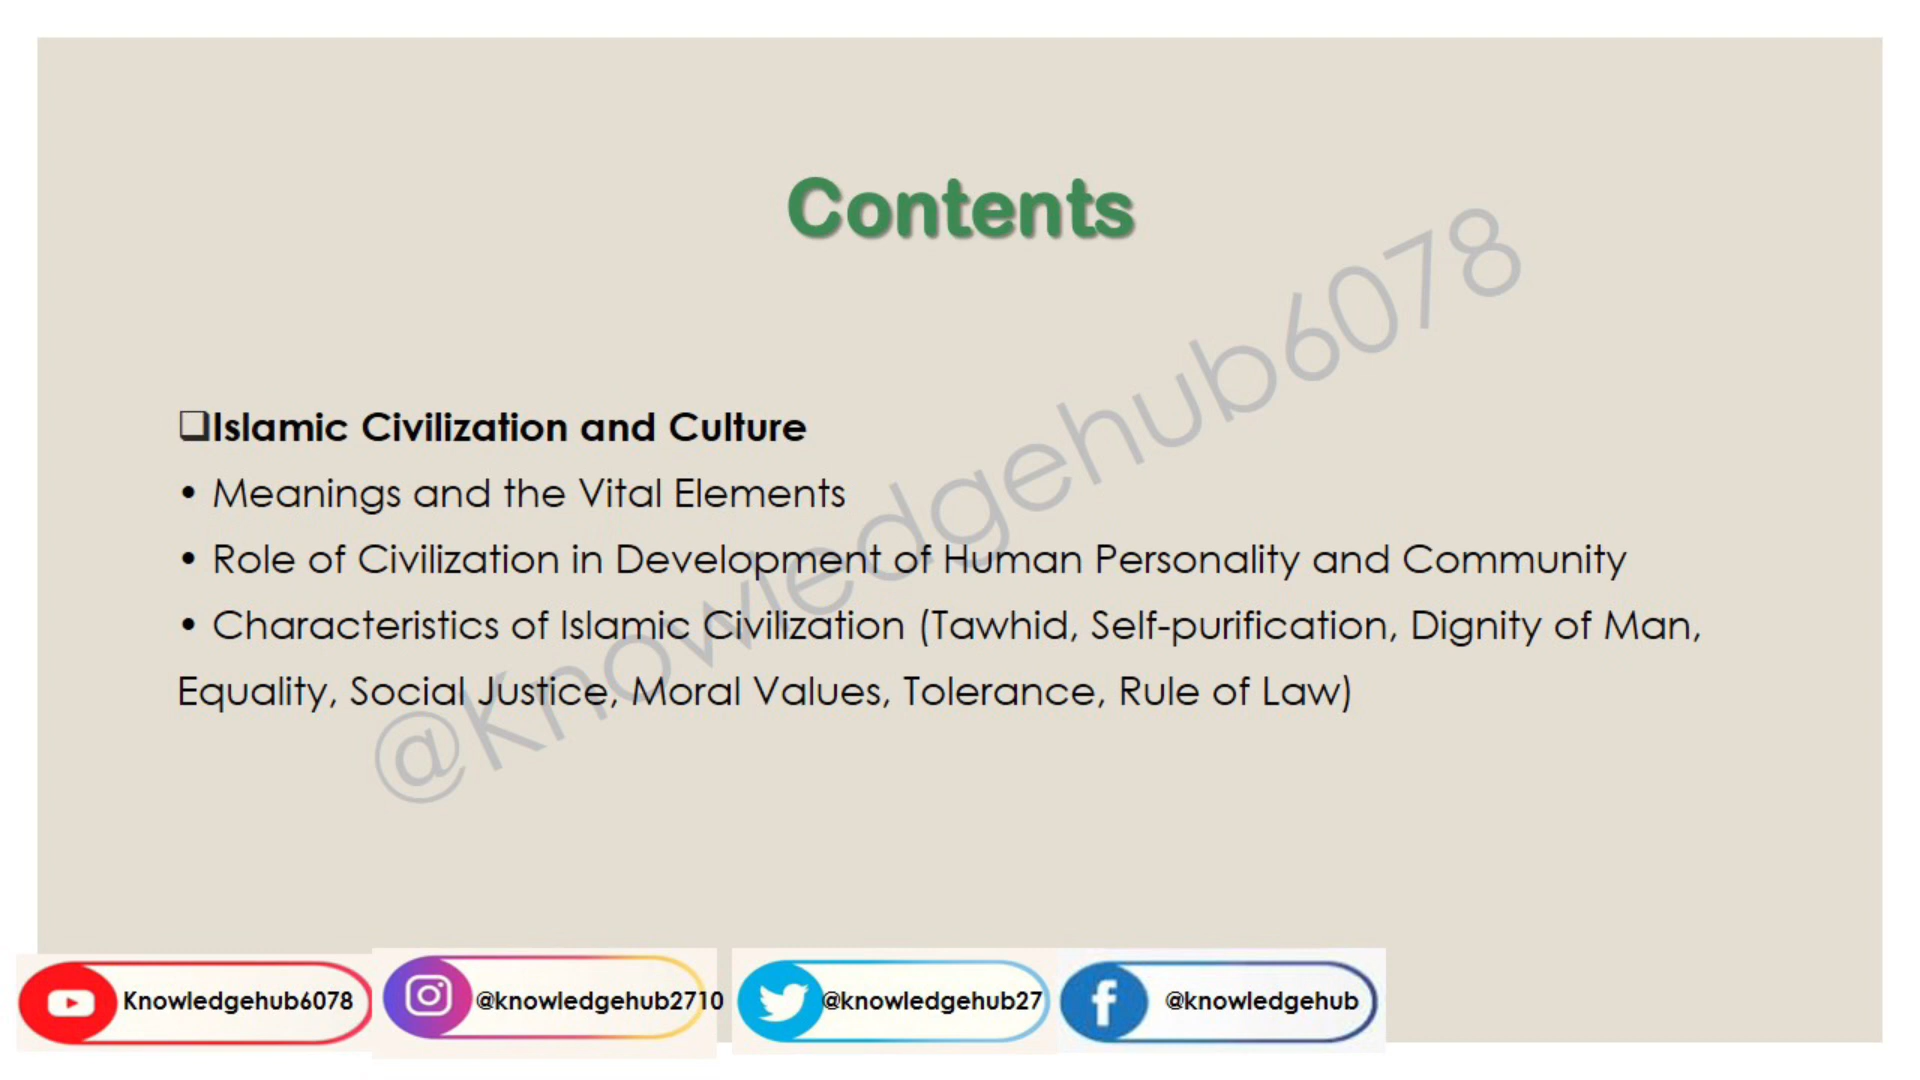 Contents
❑Islamic Civilization and Culture
• Meanings and the Vital Elements
• Role of Civilization in Development of Human Personality and Community
• Characteristics of Islamic Civilization (Tawhid, Self-purification, Dignity of Man,
Equality, Social Justice, Moral Values, Tolerance, Rule of Law)
@Knowledgehub6078
Knowledgehub6078
@knowledgehub2710
@knowledgehub27
@knowledgehub